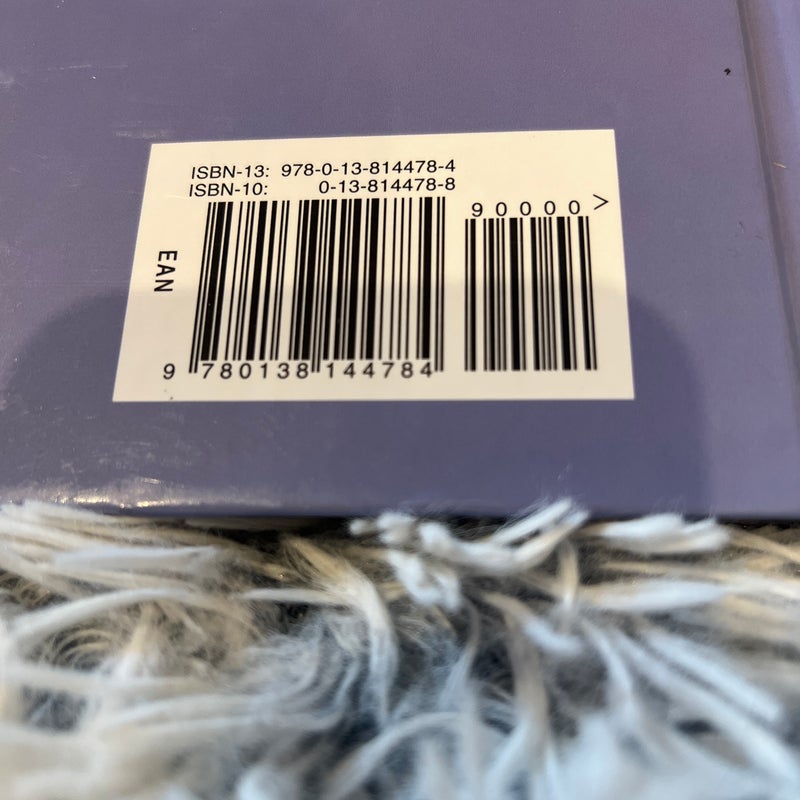 ISBN-13: 978-0-13-814478-4
ISBN-10: 0-13-814478-8
90000>
EAN
9 780138 144784